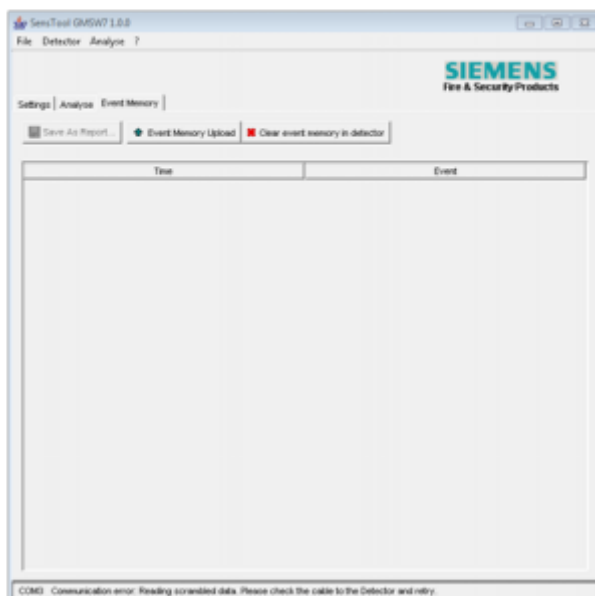 SensTool GMSW7 1.0.0
File Detector Analyse ?
SIEMENS
Fire & Security Products
Settings Analyse Event Memory
Save As Report... Event Memory Upload Clear event memory in detector
Time Event
COM3 Communication error: Reading scrambled data. Please check the cable to the Detector and retry.